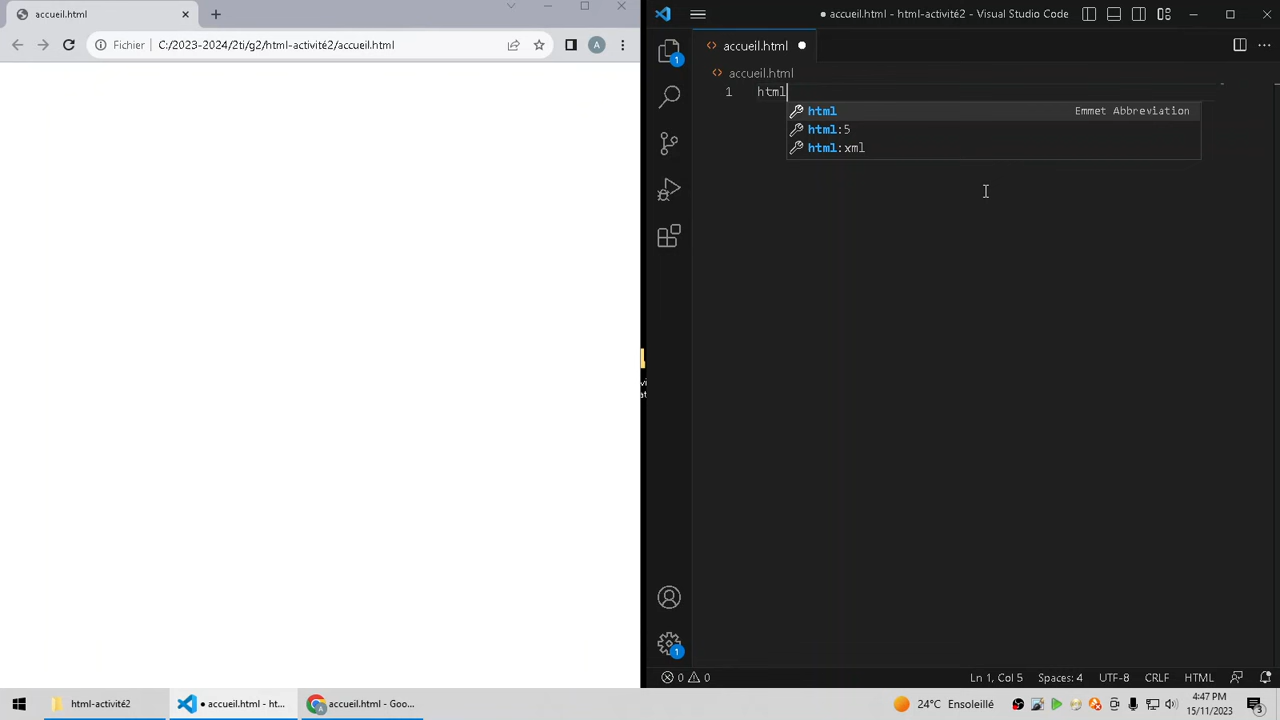 accueil.html
Fichier
C:/2023-2024/2ti/g2/html-activité2/accueil.html
A
● accueil.html - html-activité2 - Visual Studio Code
accueil.html
accueil.html
1 html
html Emmet Abbreviation
html:5
html:xml
1
1
0 0
Ln 1, Col 5 Spaces: 4 UTF-8 CRLF HTML
html-activité2
● accueil.html - ht...
accueil.html - Goo...
24°C Ensoleillé
4:47 PM
15/11/2023
3